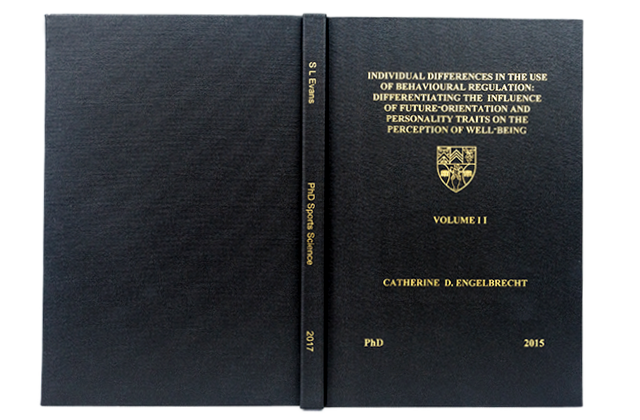 S L Evans
PhD Sports Science
2017
INDIVIDUAL DIFFERENCES IN THE USE
OF BEHAVIOURAL REGULATION:
DIFFERENTIATING THE INFLUENCE
OF FUTURE-ORIENTATION AND
PERSONALITY TRAITS ON THE
PERCEPTION OF WELL-BEING
VOLUME I I
CATHERINE D. ENGELBRECHT
PhD 2015